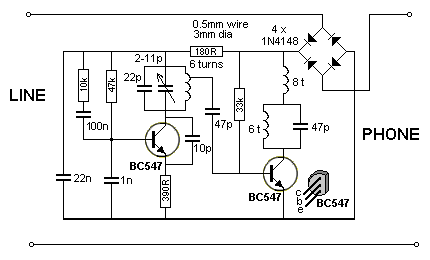 0.5mm wire
3mm dia
4 x
1N4148
2-11p
180R
6 turns
10k
47k
22p
8 t
LINE
33k
100n
47p
6 t
47p
PHONE
10p
BC547
22n
1n
390R
BC547
c
b
e
BC547